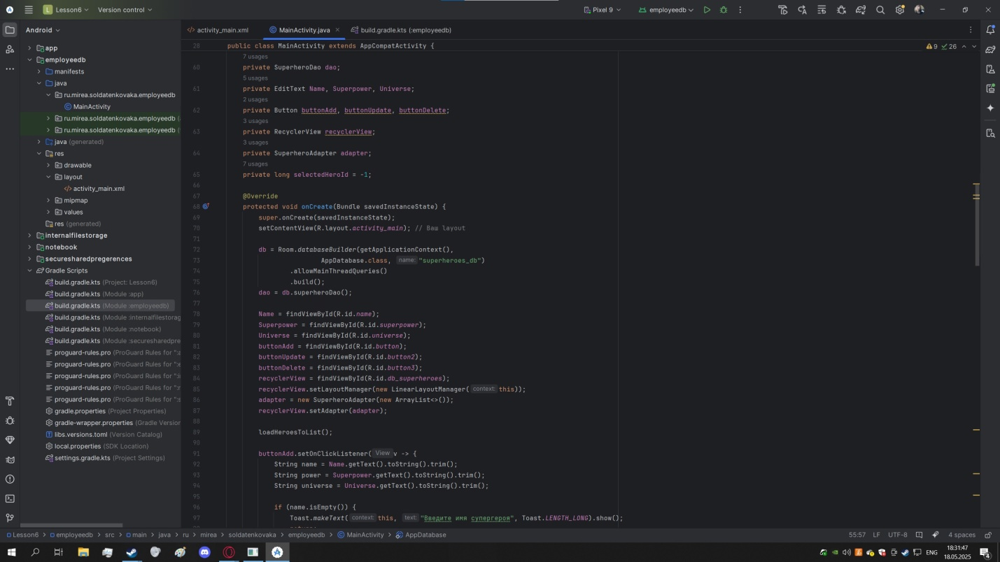 Lesson6
Version control
Pixel 9
employeedb
Android
activity_main.xml
MainActivity.java
build.gradle.kts (:employeedb)
app
employeedb
manifests
java
ru.mirea.soldatenkovaka.employeedb
MainActivity
ru.mirea.soldatenkovaka.employeedb
ru.mirea.soldatenkovaka.employeedb
java (generated)
res
drawable
layout
activity_main.xml
mipmap
values
res (generated)
internalfilestorage
notebook
securesharedpregerences
Gradle Scripts
build.gradle.kts (Project: Lesson6)
build.gradle.kts (Module :app)
build.gradle.kts (Module :employeedb)
build.gradle.kts (Module :internalfilestorag
build.gradle.kts (Module :notebook)
build.gradle.kts (Module :securesharedpre
proguard-rules.pro (ProGuard Rules for ":a
proguard-rules.pro (ProGuard Rules for ":e
proguard-rules.pro (ProGuard Rules for ":i
proguard-rules.pro (ProGuard Rules for ":r
proguard-rules.pro (ProGuard Rules for ":s
gradle.properties (Project Properties)
gradle-wrapper.properties (Gradle Version
libs.versions.toml (Version Catalog)
local.properties (SDK Location)
settings.gradle.kts (Project Settings)
28 public class MainActivity extends AppCompatActivity {
9 26
7 usages
60 private SuperheroDao dao;
5 usages
61 private EditText Name, Superpower, Universe;
2 usages
62 private Button buttonAdd, buttonUpdate, buttonDelete;
3 usages
63 private RecyclerView recyclerView;
3 usages
64 private SuperheroAdapter adapter;
7 usages
65 private long selectedHeroId = -1;
66
67 @Override
68 protected void onCreate(Bundle savedInstanceState) {
69 super.onCreate(savedInstanceState);
70 setContentView(R.layout.activity_main); // Ваш layout
71
72 db = Room.databaseBuilder(getApplicationContext(),
73 AppDatabase.class, name: "superheroes_db")
74 .allowMainThreadQueries()
75 .build();
76 dao = db.superheroDao();
77
78 Name = findViewById(R.id.name);
79 Superpower = findViewById(R.id.superpower);
80 Universe = findViewById(R.id.universe);
81 buttonAdd = findViewById(R.id.button);
82 buttonUpdate = findViewById(R.id.button2);
83 buttonDelete = findViewById(R.id.button3);
84 recyclerView = findViewById(R.id.db_superheroes);
85 recyclerView.setLayoutManager(new LinearLayoutManager( context: this));
86 adapter = new SuperheroAdapter(new ArrayList<>());
87 recyclerView.setAdapter(adapter);
88
89 loadHeroesToList();
90
91 buttonAdd.setOnClickListener( View v -> {
92 String name = Name.getText().toString().trim();
93 String power = Superpower.getText().toString().trim();
94 String universe = Universe.getText().toString().trim();
95
96 if (name.isEmpty()) {
97 Toast.makeText( context: this, text: "Введите имя супергероя", Toast.LENGTH_LONG).show();
Lesson6 > employeedb > src > main > java > ru > mirea > soldatenkovaka > employeedb > MainActivity > AppDatabase
55:57 LF UTF-8 4 spaces
ENG
18:31:47
18.05.2025
4